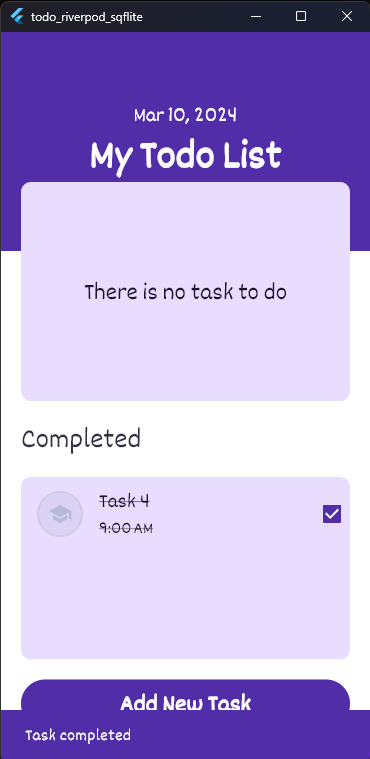 todo_riverpod_sqflite
Mar 10, 2024
My Todo List
There is no task to do
Completed
Task 4
9:00 AM
Add New Task
Task completed